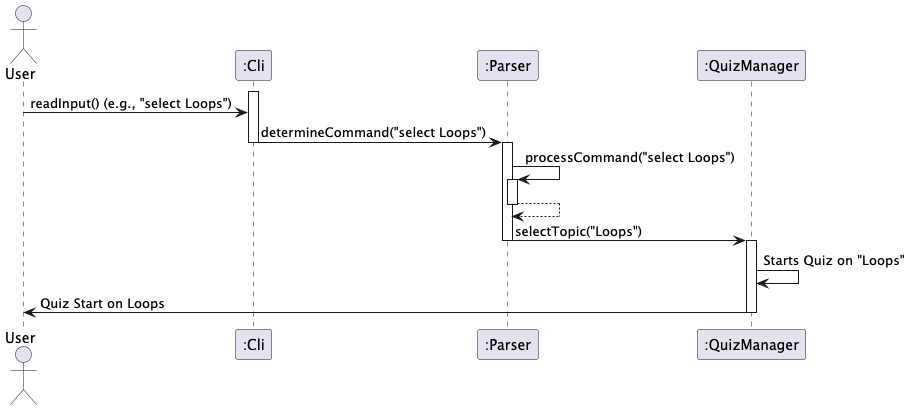 User
:Cli
:Parser
:QuizManager
readInput() (e.g., "select Loops")
determineCommand("select Loops")
processCommand("select Loops")
selectTopic("Loops")
Starts Quiz on "Loops"
Quiz Start on Loops
User
:Cli
:Parser
:QuizManager